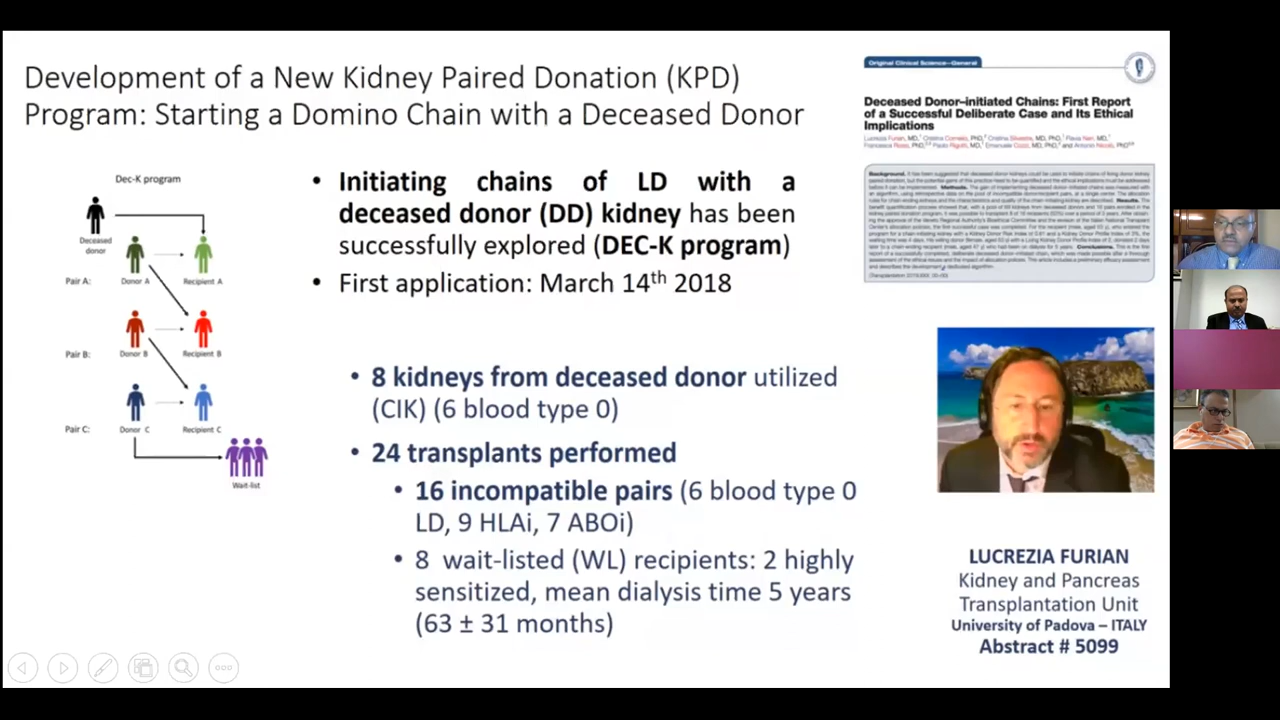 Development of a New Kidney Paired Donation (KPD)
Program: Starting a Domino Chain with a Deceased Donor
Dec-K program
Deceased
donor
Donor A
Recipient A
Pair A:
Donor B
Recipient B
Pair B:
Donor C
Recipient C
Pair C:
Wait-list
• Initiating chains of LD with a
deceased donor (DD) kidney has been
successfully explored (DEC-K program)
• First application: March 14th 2018
• 8 kidneys from deceased donor utilized
(CIK) (6 blood type 0)
• 24 transplants performed
• 16 incompatible pairs (6 blood type 0
LD, 9 HLAi, 7 ABOi)
• 8 wait-listed (WL) recipients: 2 highly
sensitized, mean dialysis time 5 years
(63 ± 31 months)
Original Clinical Science—General
Deceased Donor–initiated Chains: First Report
of a Successful Deliberate Case and Its Ethical
Implications
LUCREZIA FURIAN
Kidney and Pancreas
Transplantation Unit
University of Padova – ITALY
Abstract # 5099